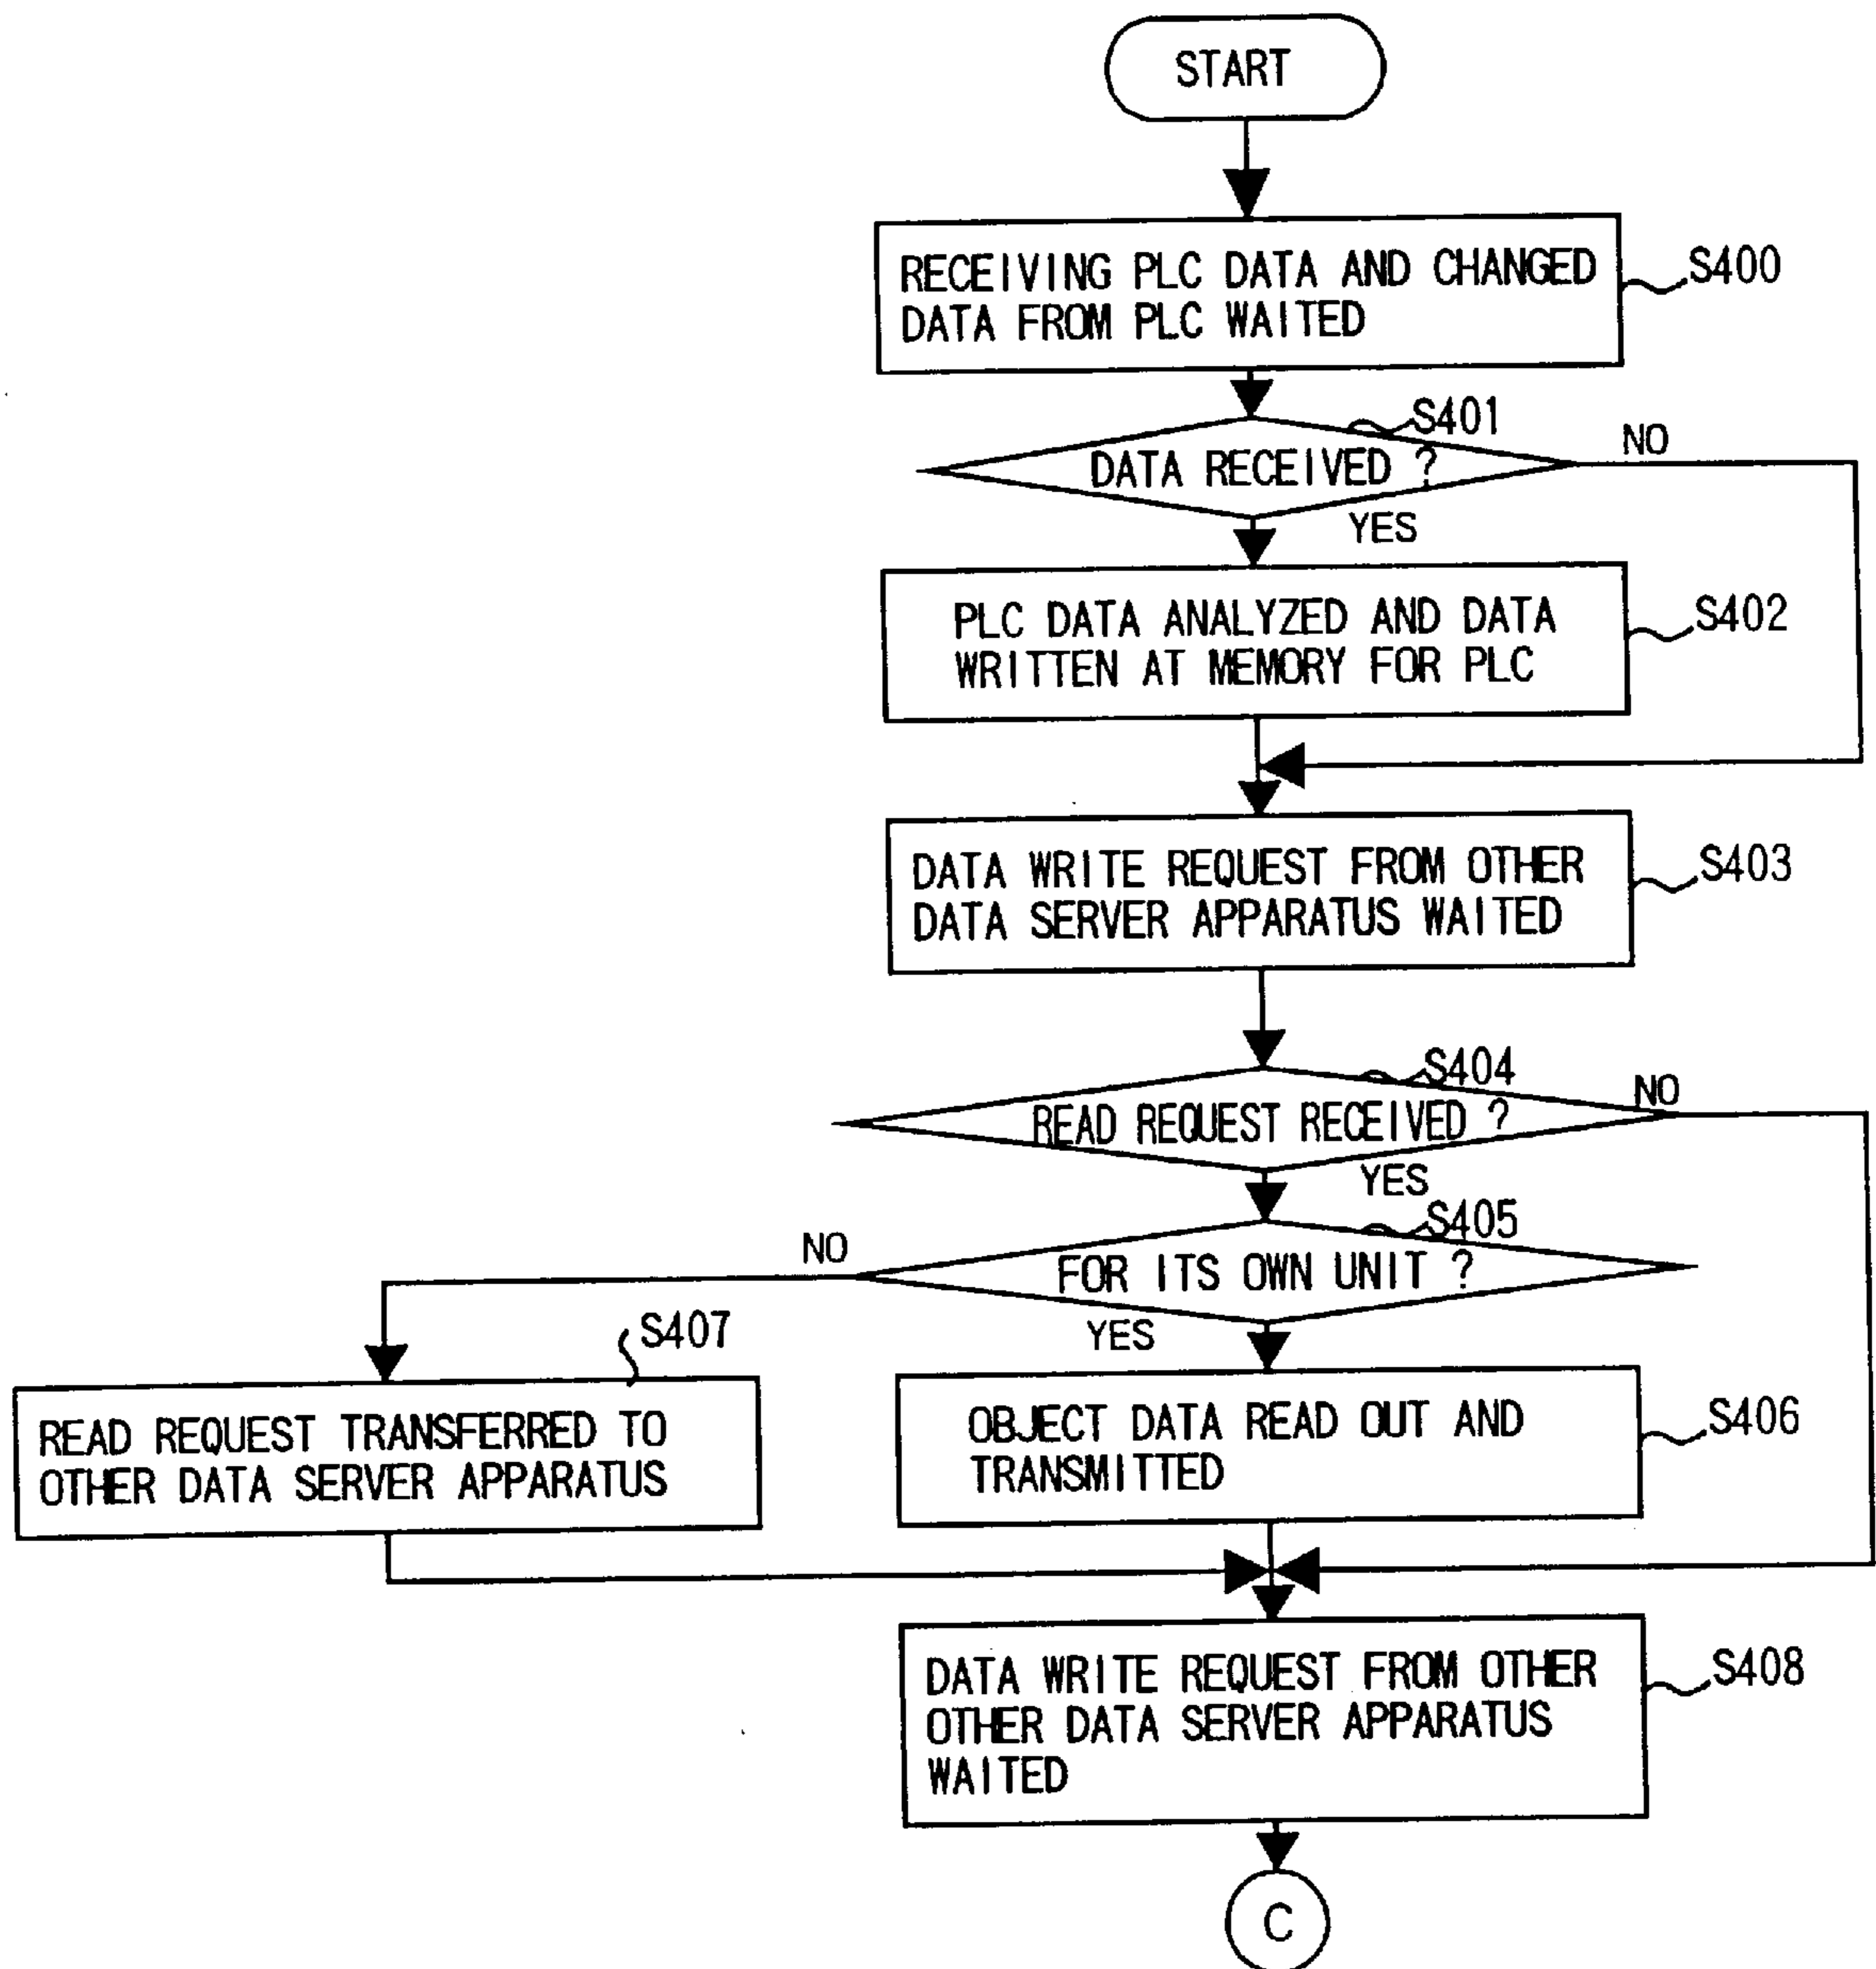 START
RECEIVING PLC DATA AND CHANGED
DATA FROM PLC WAITED
S400
S401
DATA RECEIVED ?
NO
YES
PLC DATA ANALYZED AND DATA
WRITTEN AT MEMORY FOR PLC
S402
DATA WRITE REQUEST FROM OTHER
DATA SERVER APPARATUS WAITED
S403
S404
READ REQUEST RECEIVED ?
NO
YES
S405
FOR ITS OWN UNIT ?
NO
YES
S407
READ REQUEST TRANSFERRED TO
OTHER DATA SERVER APPARATUS
OBJECT DATA READ OUT AND
TRANSMITTED
S406
DATA WRITE REQUEST FROM OTHER
OTHER DATA SERVER APPARATUS
WAITED
S408
C